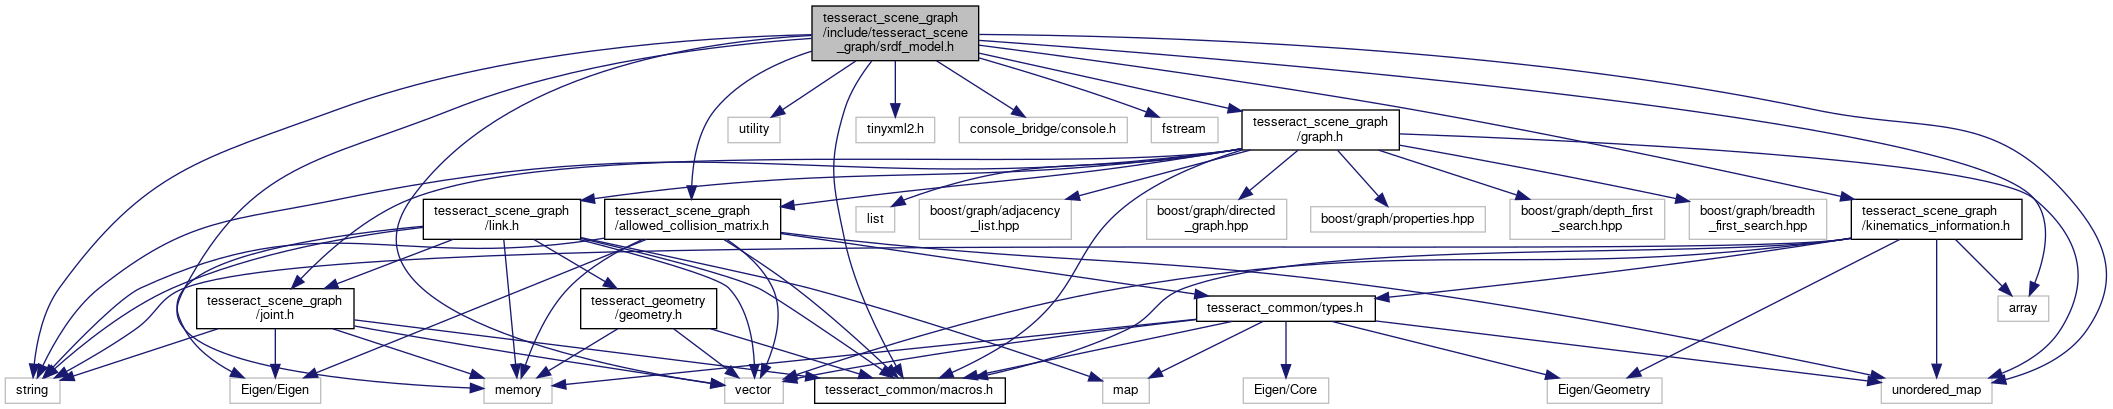 tesseract_scene_graph
/include/tesseract_scene
_graph/srdf_model.h
utility
tinyxml2.h
console_bridge/console.h
fstream
tesseract_scene_graph
/graph.h
tesseract_scene_graph
/link.h
tesseract_scene_graph
/allowed_collision_matrix.h
list
boost/graph/adjacency
_list.hpp
boost/graph/directed
_graph.hpp
boost/graph/properties.hpp
boost/graph/depth_first
_search.hpp
boost/graph/breadth
_first_search.hpp
tesseract_scene_graph
/kinematics_information.h
tesseract_scene_graph
/joint.h
tesseract_geometry
/geometry.h
tesseract_common/types.h
array
string
Eigen/Eigen
memory
vector
tesseract_common/macros.h
map
Eigen/Core
Eigen/Geometry
unordered_map